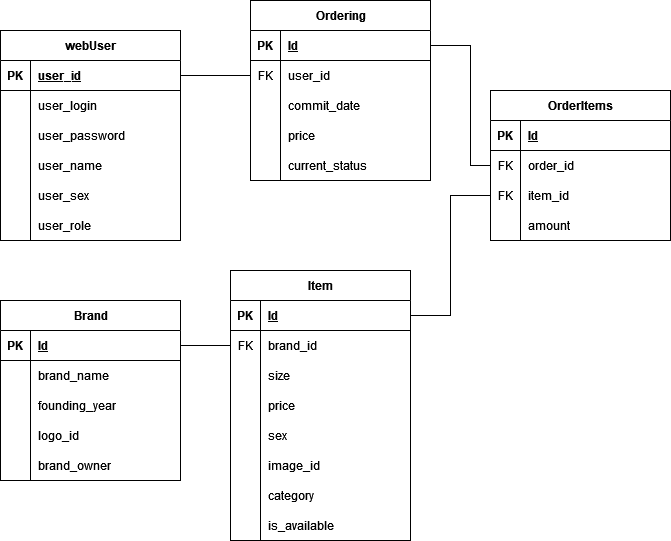 webUser
PK user_id
user_login
user_password
user_name
user_sex
user_role
Ordering
PK Id
FK user_id
commit_date
price
current_status
OrderItems
PK Id
FK order_id
FK item_id
amount
Brand
PK Id
brand_name
founding_year
logo_id
brand_owner
Item
PK Id
FK brand_id
size
price
sex
image_id
category
is_available